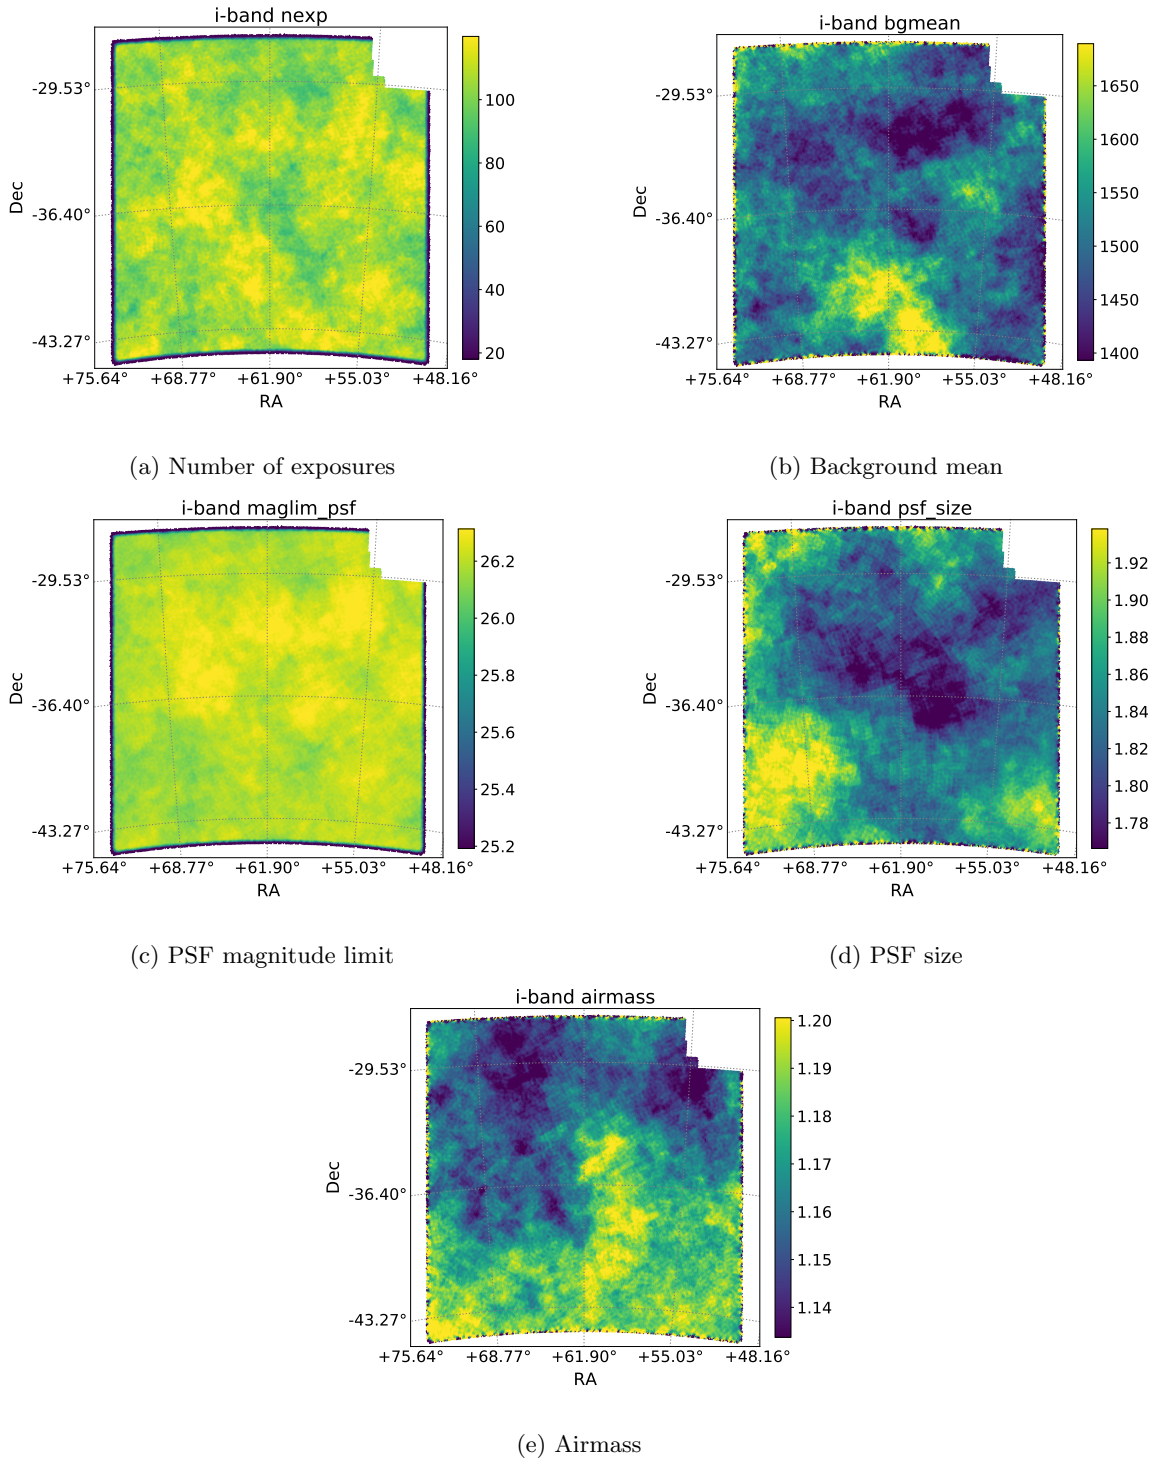 i-band nexp
-29.53°
-36.40°
-43.27°
Dec
+75.64° +68.77° +61.90° +55.03° +48.16°
RA
100
80
60
40
20
(a) Number of exposures
i-band bgmean
-29.53°
-36.40°
-43.27°
Dec
+75.64° +68.77° +61.90° +55.03° +48.16°
RA
1650
1600
1550
1500
1450
1400
(b) Background mean
i-band maglim_psf
-29.53°
-36.40°
-43.27°
Dec
+75.64° +68.77° +61.90° +55.03° +48.16°
RA
26.2
26.0
25.8
25.6
25.4
25.2
(c) PSF magnitude limit
i-band psf_size
-29.53°
-36.40°
-43.27°
Dec
+75.64° +68.77° +61.90° +55.03° +48.16°
RA
1.92
1.90
1.88
1.86
1.84
1.82
1.80
1.78
(d) PSF size
i-band airmass
-29.53°
-36.40°
-43.27°
Dec
+75.64° +68.77° +61.90° +55.03° +48.16°
RA
1.20
1.19
1.18
1.17
1.16
1.15
1.14
(e) Airmass